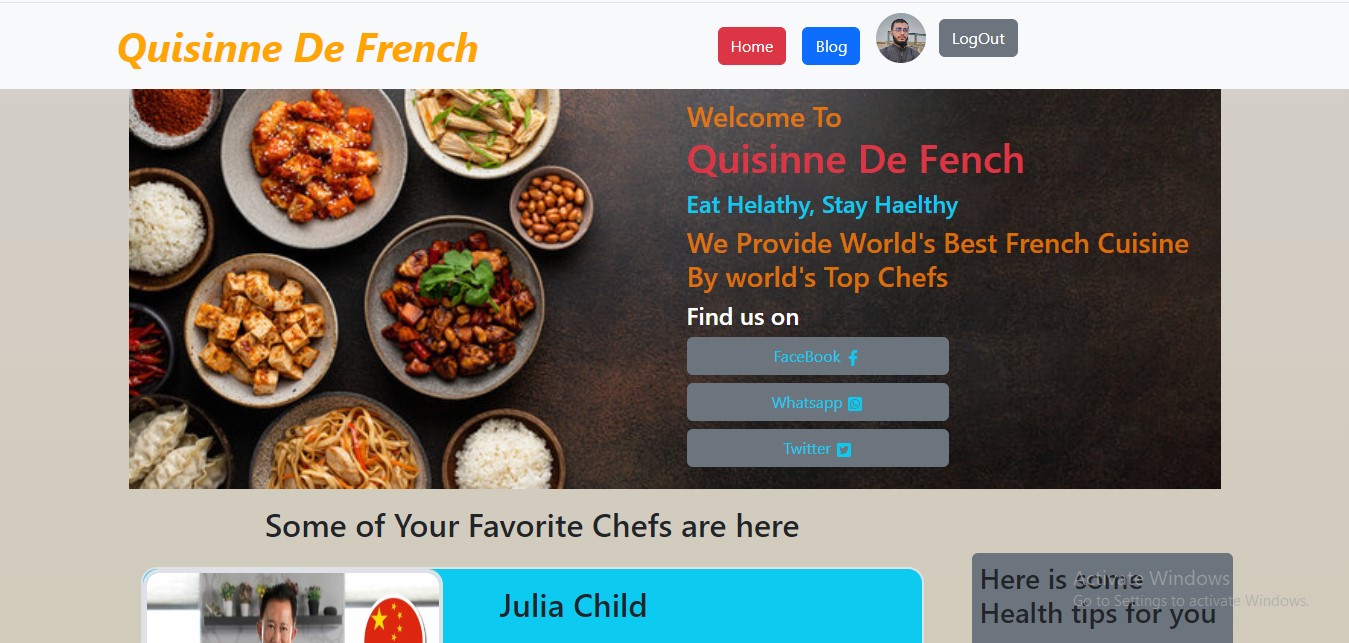 Quisinne De French
Home
Blog
LogOut
Welcome To
Quisinne De Fench
Eat Helathy, Stay Haelthy
We Provide World's Best French Cuisine
By world's Top Chefs
Find us on
FaceBook
Whatsapp
Twitter
Some of Your Favorite Chefs are here
Julia Child
Here is some
Health tips for you
Activate Windows
Go to Settings to activate Windows.